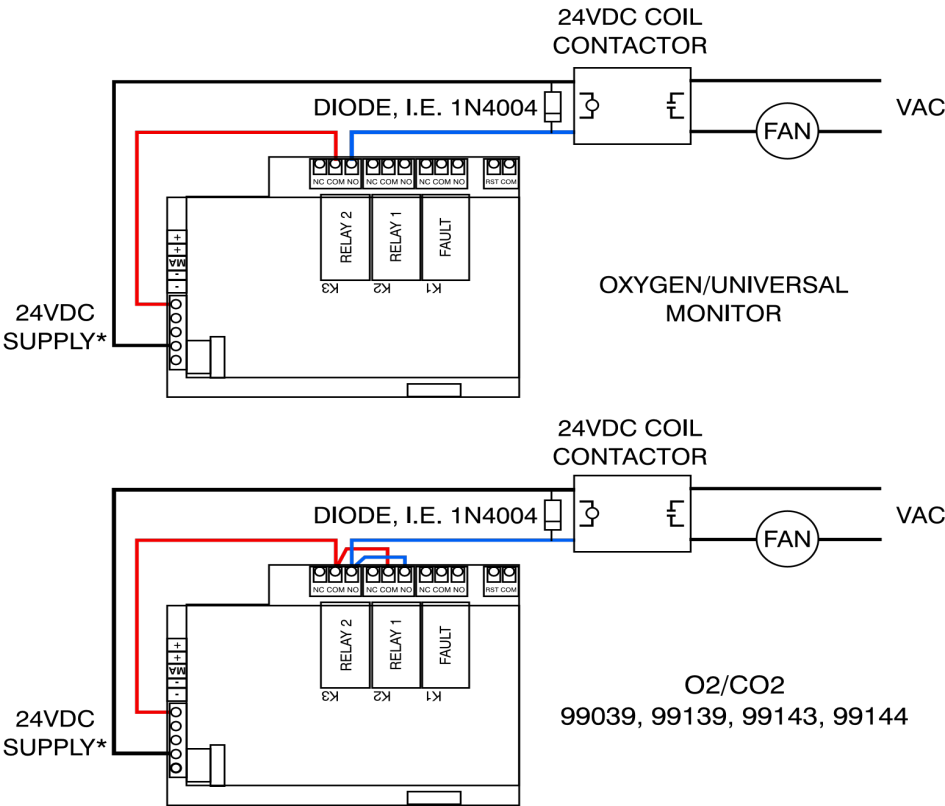 24VDC COIL
CONTACTOR
DIODE, I.E. 1N4004
VAC
FAN
NC COM NO NC COM NO NC COM NO RST COM
RELAY 2
RELAY 1
FAULT
K3
K2
K1
+
+
MA
-
-
24VDC
SUPPLY*
OXYGEN/UNIVERSAL
MONITOR
24VDC COIL
CONTACTOR
DIODE, I.E. 1N4004
VAC
FAN
NC COM NO NC COM NO NC COM NO RST COM
RELAY 2
RELAY 1
FAULT
K3
K2
K1
+
+
MA
-
-
24VDC
SUPPLY*
O2/CO2
99039, 99139, 99143, 99144